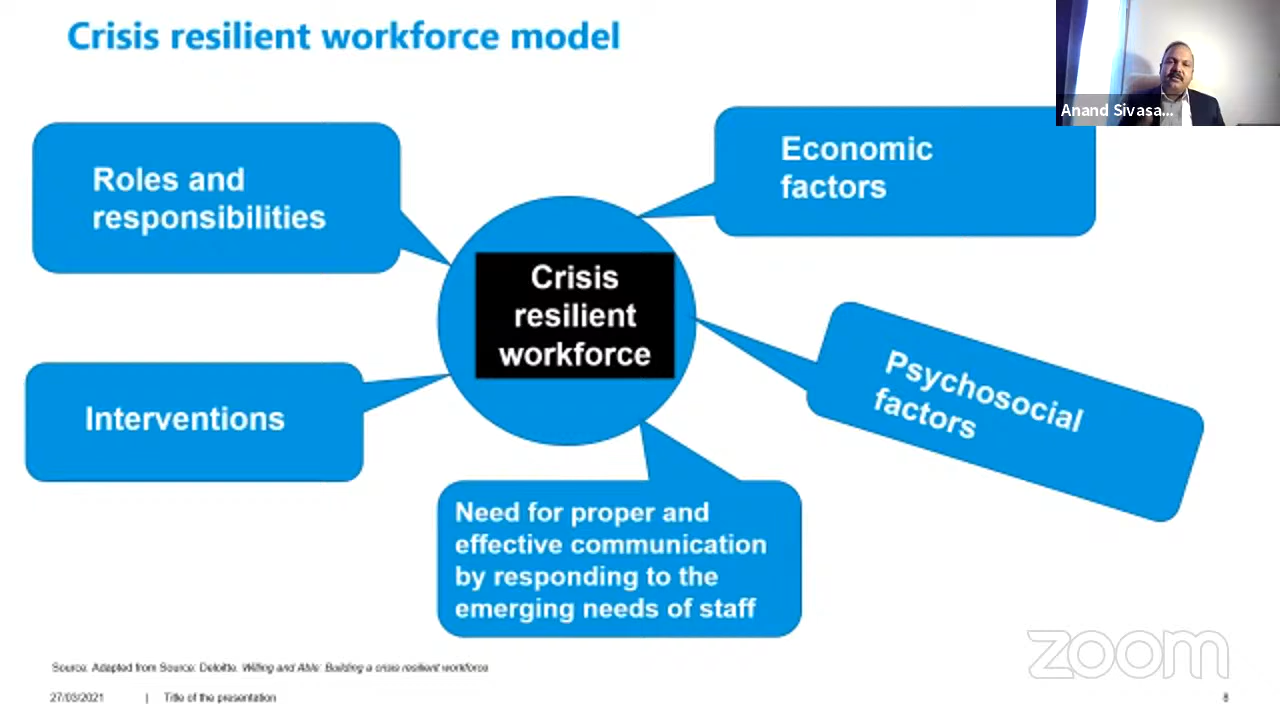 Crisis resilient workforce model
Anand Sivasa...
Roles and
responsibilities
Economic
factors
Crisis
resilient
workforce
Psychosocial
factors
Interventions
Need for proper and
effective communication
by responding to the
emerging needs of staff
Source: Adapted from Source: Deloitte. Willing and Able: Building a crisis resilient workforce
27/03/2021 | Title of the presentation
8
zoom